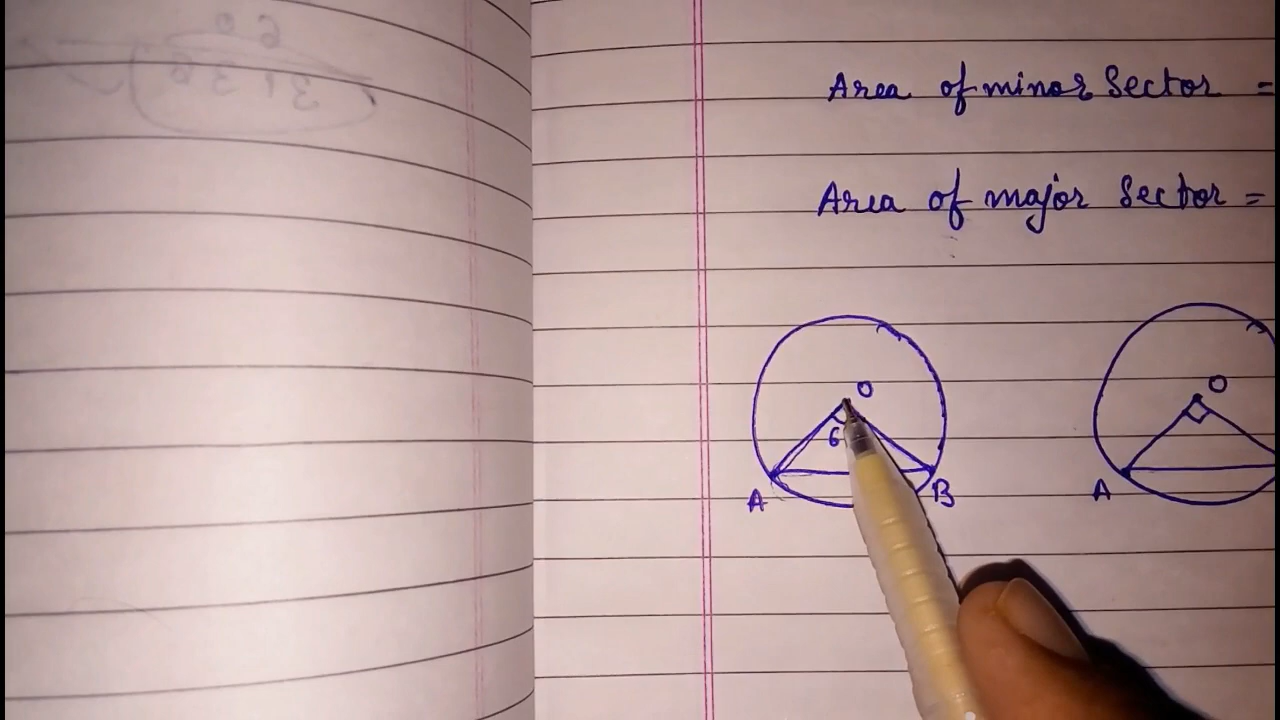 Area of minor Sector =
Area of major Sector =
O
6
A
B
O
A